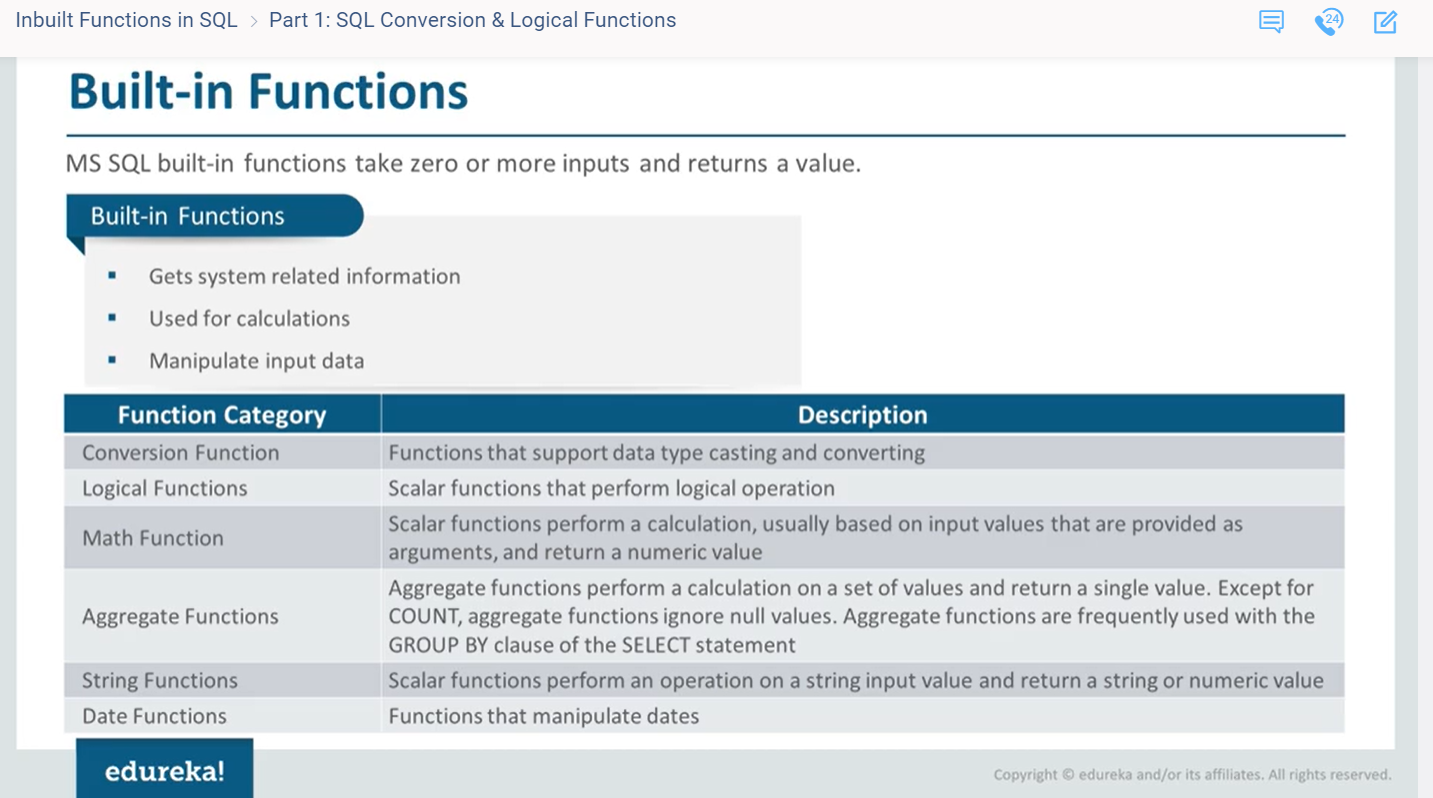 Inbuilt Functions in SQL > Part 1: SQL Conversion & Logical Functions
24
Built-in Functions
MS SQL built-in functions take zero or more inputs and returns a value.
Built-in Functions
▪ Gets system related information
▪ Used for calculations
▪ Manipulate input data
Function Category Description
Conversion Function Functions that support data type casting and converting
Logical Functions Scalar functions that perform logical operation
Math Function Scalar functions perform a calculation, usually based on input values that are provided as
arguments, and return a numeric value
Aggregate Functions Aggregate functions perform a calculation on a set of values and return a single value. Except for
COUNT, aggregate functions ignore null values. Aggregate functions are frequently used with the
GROUP BY clause of the SELECT statement
String Functions Scalar functions perform an operation on a string input value and return a string or numeric value
Date Functions Functions that manipulate dates
edureka!
Copyright © edureka and/or its affiliates. All rights reserved.